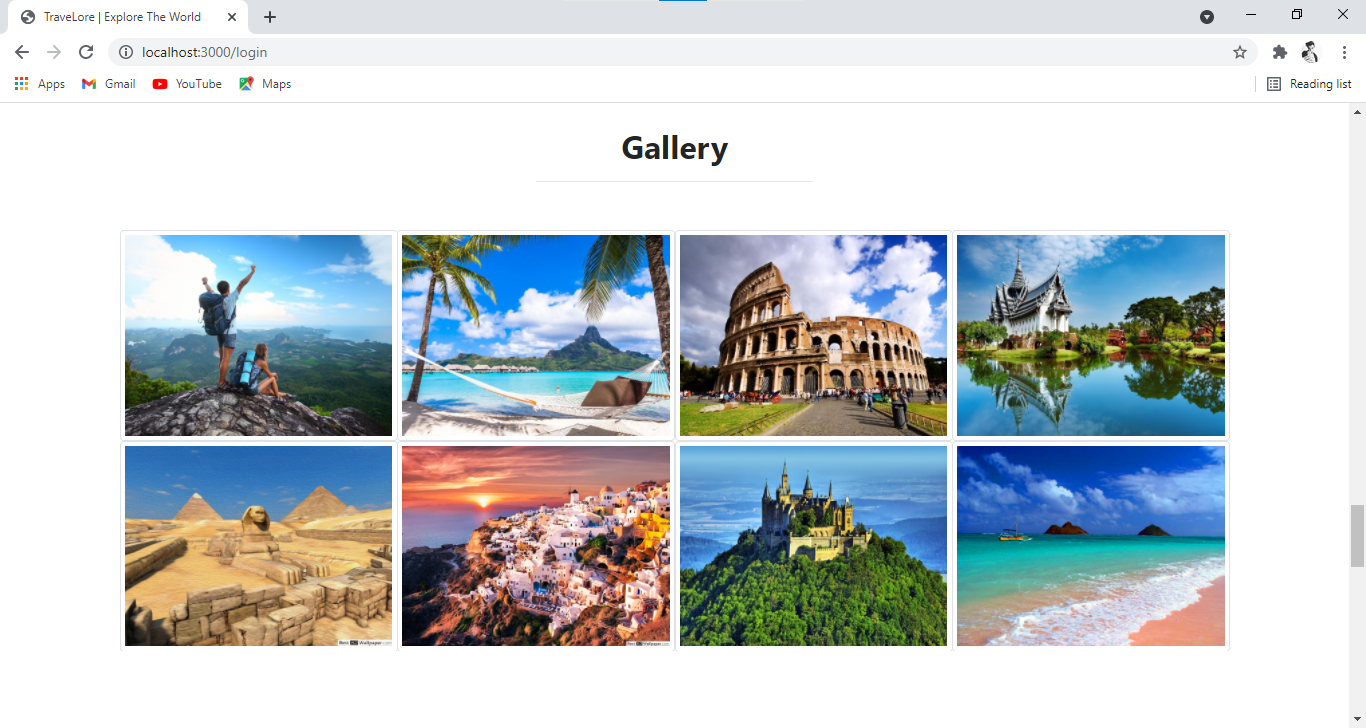 TraveLore | Explore The World
localhost:3000/login
Apps Gmail YouTube Maps Reading list
Gallery